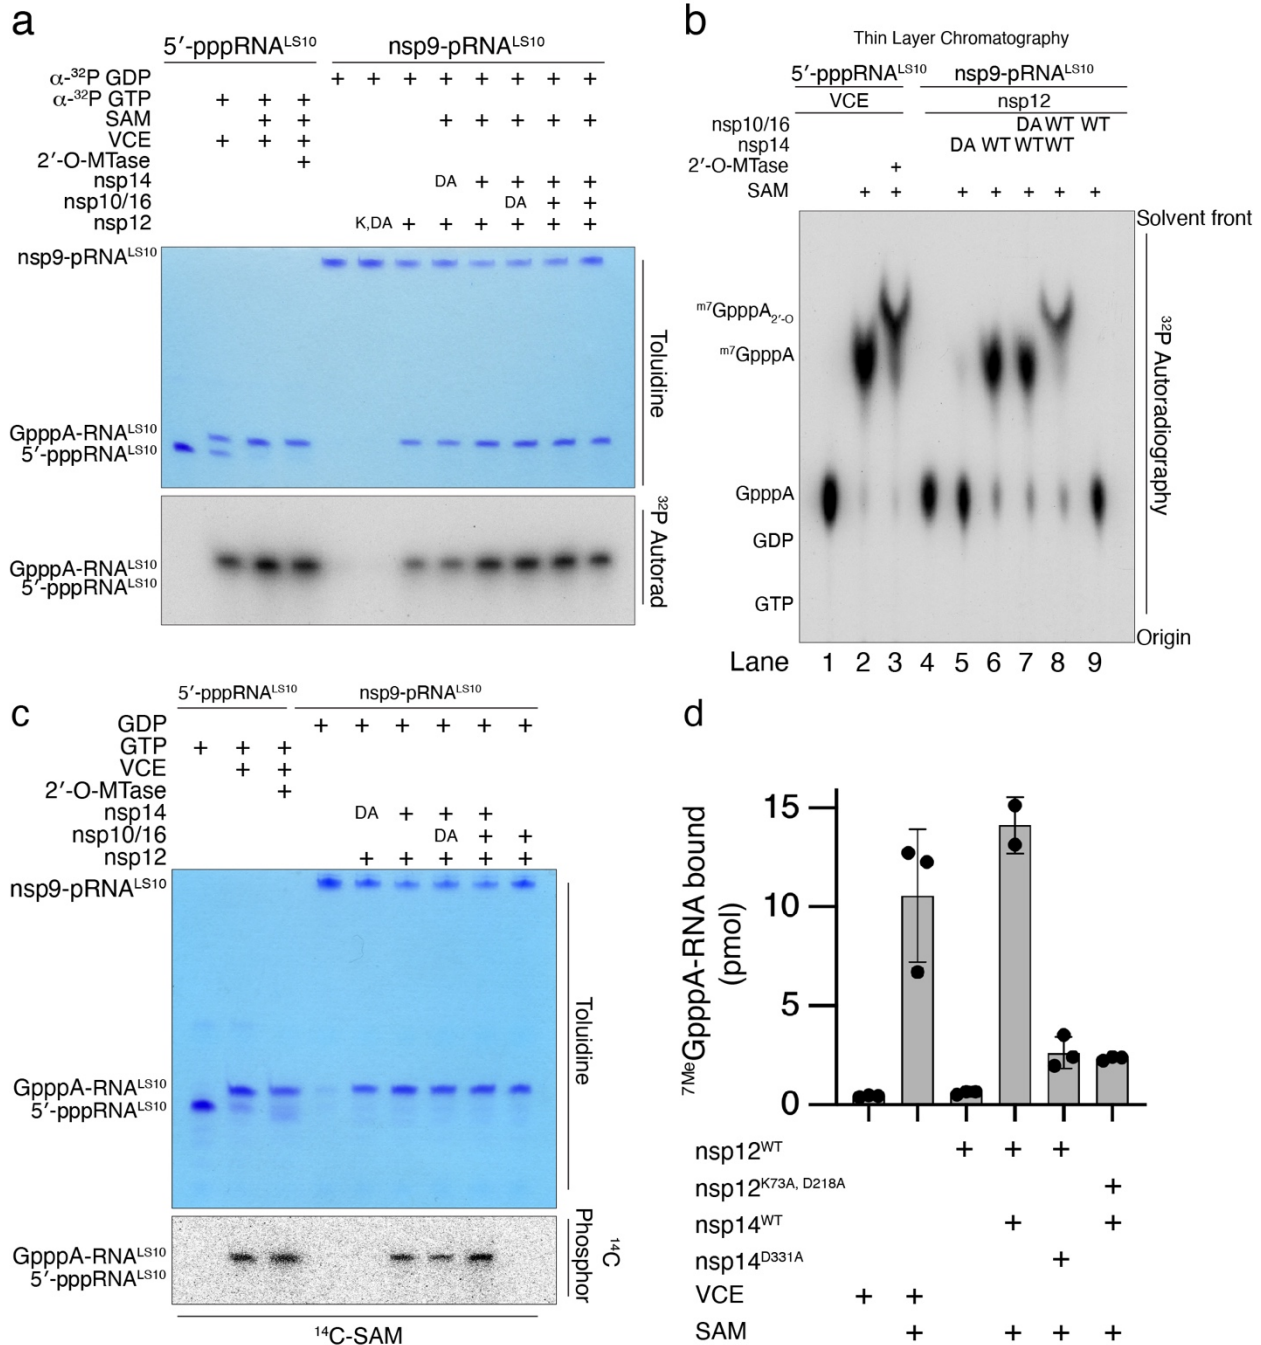 a
5′-pppRNA^LS10 nsp9-pRNA^LS10
α-³²P GDP + + + + + + + +
α-³²P GTP + + +
SAM + + + + + + +
VCE + + +
2′-O-MTase +
nsp14 DA + + + +
nsp10/16 DA + +
nsp12 K,DA + + + + + +
nsp9-pRNA^LS10
GpppA-RNA^LS10
5′-pppRNA^LS10
Toluidine
GpppA-RNA^LS10
5′-pppRNA^LS10
³²P Autorad
b
Thin Layer Chromatography
5′-pppRNA^LS10 nsp9-pRNA^LS10
VCE nsp12
nsp10/16 DA WT WT
nsp14 DA WT WT WT
2′-O-MTase +
SAM + + + + + + +
Solvent front
m7GpppA2′-O
m7GpppA
GpppA
GDP
GTP
Origin
³²P Autoradiography
Lane 1 2 3 4 5 6 7 8 9
c
5′-pppRNA^LS10 nsp9-pRNA^LS10
GDP + + + + + +
GTP + + +
VCE + +
2′-O-MTase +
nsp14 DA + + +
nsp10/16 DA + +
nsp12 + + + + +
nsp9-pRNA^LS10
GpppA-RNA^LS10
5′-pppRNA^LS10
Toluidine
GpppA-RNA^LS10
5′-pppRNA^LS10
¹⁴C
Phosphor
¹⁴C-SAM
d
7MeGpppA-RNA bound
(pmol)
15
10
5
0
nsp12^WT + + +
nsp12^K73A, D218A +
nsp14^WT + +
nsp14^D331A +
VCE + +
SAM + + + +